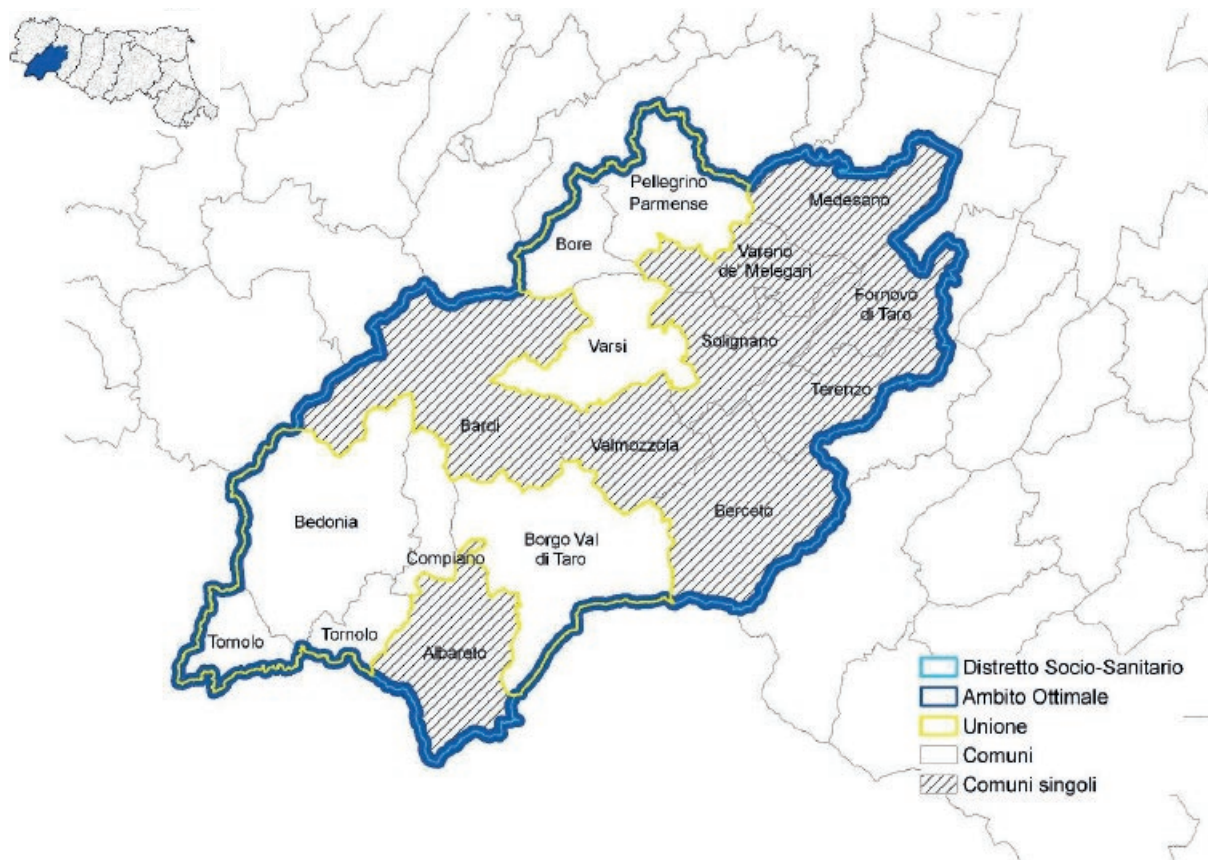 Pellegrino
Parmense
Medesano
Bore
Varano
de' Melegari
Fornovo
di Taro
Varsi
Solignano
Terenzo
Bardi
Valmozzola
Bedonia
Berceto
Borgo Val
di Taro
Compiano
Tornolo
Tornolo
Albareto
Distretto Socio-Sanitario
Ambito Ottimale
Unione
Comuni
Comuni singoli